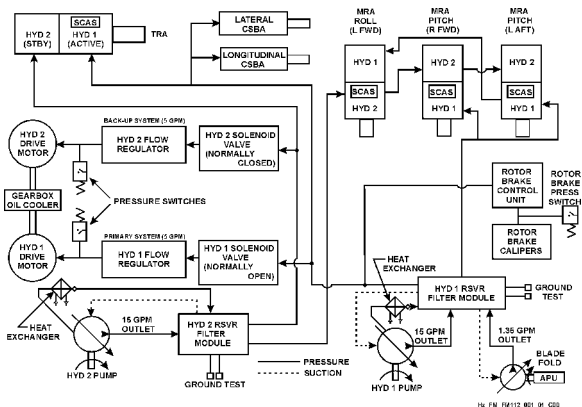 SCAS
HYD 2
(STBY)
HYD 1
(ACTIVE)
TRA
LATERAL
CSBA
LONGITUDINAL
CSBA
MRA
ROLL
(L FWD)
MRA
PITCH
(R FWD)
MRA
PITCH
(L AFT)
HYD 1
SCAS
HYD 2
HYD 2
SCAS
HYD 1
HYD 2
SCAS
HYD 1
BACK-UP SYSTEM (5 GPM)
HYD 2
DRIVE
MOTOR
HYD 2 FLOW
REGULATOR
HYD 2 SOLENOID
VALVE
(NORMALLY
CLOSED)
GEARBOX
OIL COOLER
PRESSURE SWITCHES
PRIMARY SYSTEM (5 GPM)
HYD 1
DRIVE
MOTOR
HYD 1 FLOW
REGULATOR
HYD 1 SOLENOID
VALVE
(NORMALLY
OPEN)
ROTOR
BRAKE
CONTROL
UNIT
ROTOR
BRAKE
PRESS
SWITCH
ROTOR
BRAKE
CALIPERS
HEAT
EXCHANGER
HYD 1 RSVR
FILTER MODULE
GROUND
TEST
HEAT
EXCHANGER
15 GPM
OUTLET
HYD 2 RSVR
FILTER
MODULE
HYD 2 PUMP
GROUND TEST
PRESSURE
SUCTION
15 GPM
OUTLET
HYD 1 PUMP
1.35 GPM
OUTLET
BLADE
FOLD
APU